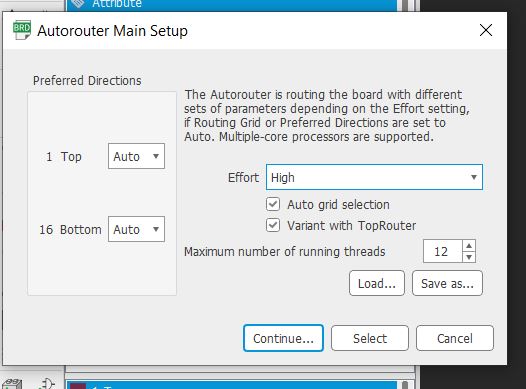 Attribute
BRD
Autorouter Main Setup
Preferred Directions
The Autorouter is routing the board with different
sets of parameters depending on the Effort setting,
if Routing Grid or Preferred Directions are set to
Auto. Multiple-core processors are supported.
1 Top Auto
Effort High
Auto grid selection
16 Bottom Auto
Variant with TopRouter
Maximum number of running threads 12
Load... Save as...
Continue... Select Cancel